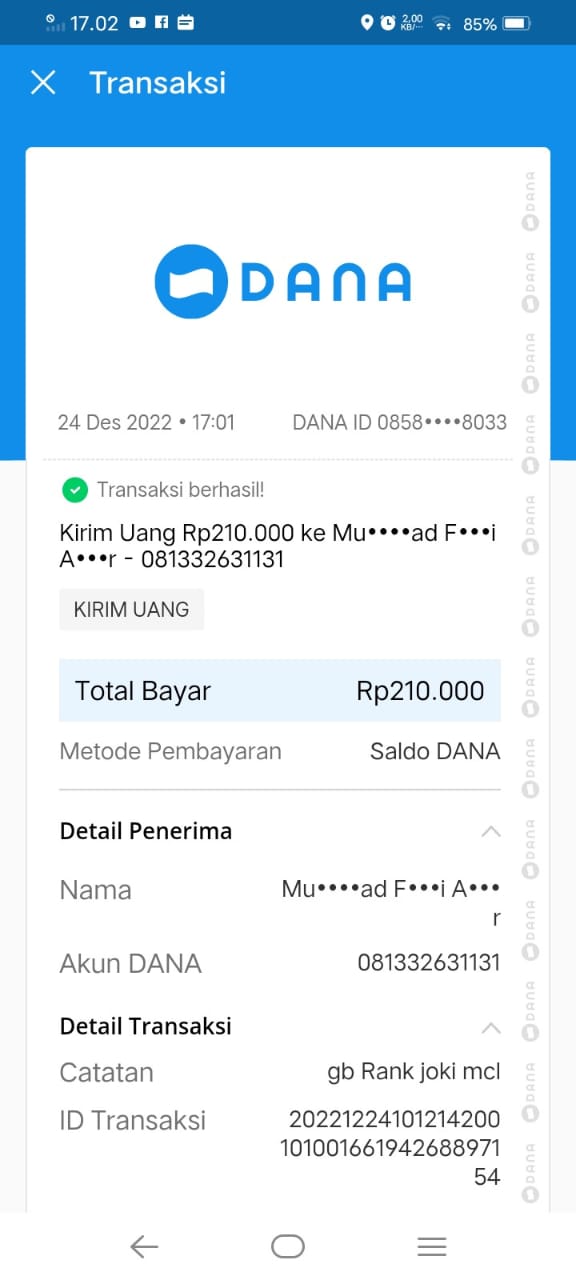 17.02
2,00
KB/...
85%
Transaksi
DANA
24 Des 2022 • 17:01
DANA ID 0858••••8033
Transaksi berhasil!
Kirim Uang Rp210.000 ke Mu••••ad F•••i
A•••r - 081332631131
KIRIM UANG
Total Bayar
Rp210.000
Metode Pembayaran
Saldo DANA
Detail Penerima
Nama
Mu••••ad F•••i A•••
r
Akun DANA
081332631131
Detail Transaksi
Catatan
gb Rank joki mcl
ID Transaksi
20221224101214200
101001661942688971
54
DANA
DANA
DANA
DANA
DANA
DANA
DANA
DANA
DANA
DANA
DANA
DANA
DANA